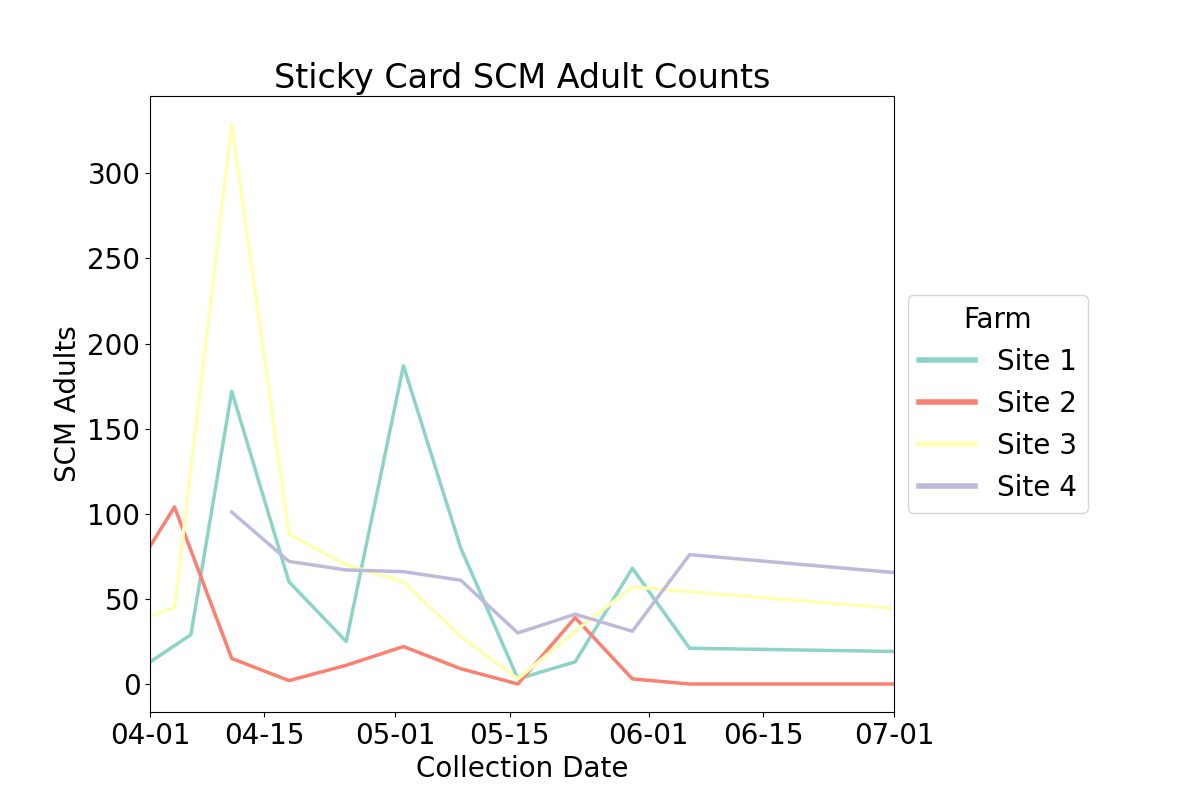 Sticky Card SCM Adult Counts
SCM Adults
300
250
200
150
100
50
0
04-01 04-15 05-01 05-15 06-01 06-15 07-01
Collection Date
Farm
Site 1
Site 2
Site 3
Site 4